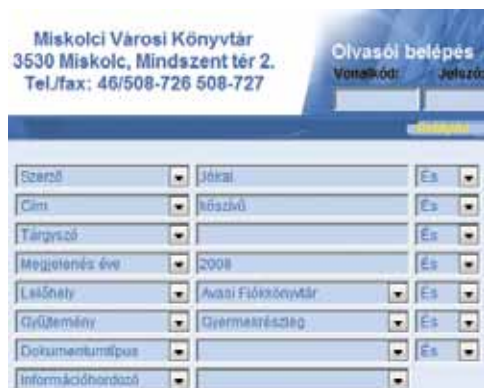 Miskolci Városi Könyvtár
3530 Miskolc, Mindszent tér 2.
Tel./fax: 46/508-726 508-727
Olvasói belépés
Vonalkód: Jelszó:
Belépés
Szerző Jókai És
Cím kőszívű És
Tárgyszó És
Megjelenés éve 2008 És
Lelőhely Avasi Fiókkönyvtár És
Gyűjtemény Gyermekrészleg És
Dokumentumtípus És
Információhordozó